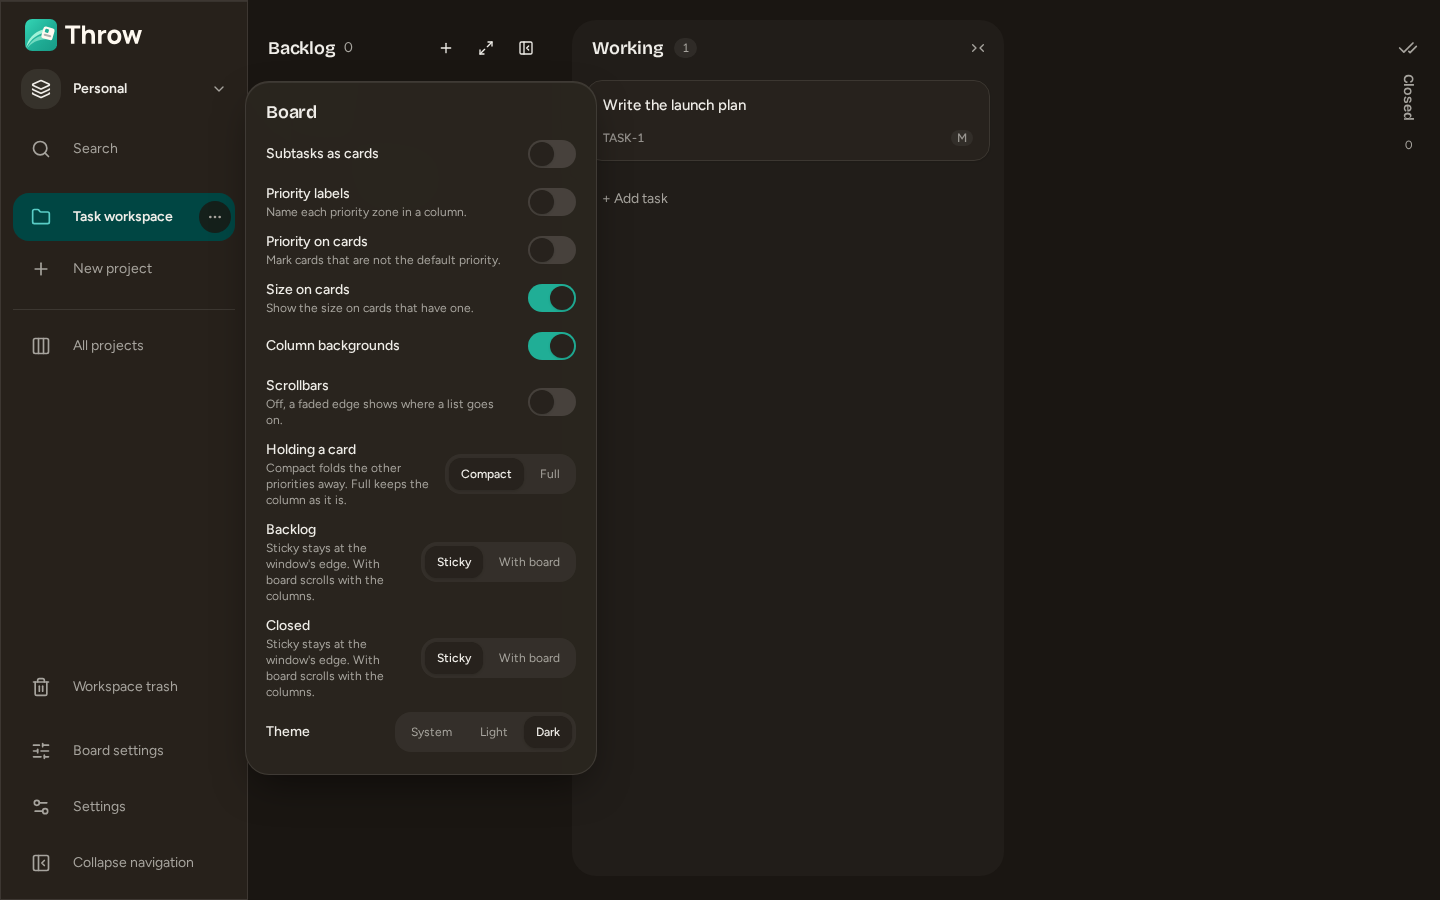 Throw
Personal
Search
Task workspace
New project
All projects
Workspace trash
Board settings
Settings
Collapse navigation
Backlog 0
Board
Subtasks as cards
Priority labels
Name each priority zone in a column.
Priority on cards
Mark cards that are not the default priority.
Size on cards
Show the size on cards that have one.
Column backgrounds
Scrollbars
Off, a faded edge shows where a list goes
on.
Holding a card
Compact folds the other
priorities away. Full keeps the
column as it is.
Compact Full
Backlog
Sticky stays at the
window's edge. With
board scrolls with the
columns.
Sticky With board
Closed
Sticky stays at the
window's edge. With
board scrolls with the
columns.
Sticky With board
Theme
System Light Dark
Working 1
Write the launch plan
TASK-1 M
+ Add task
Closed
0